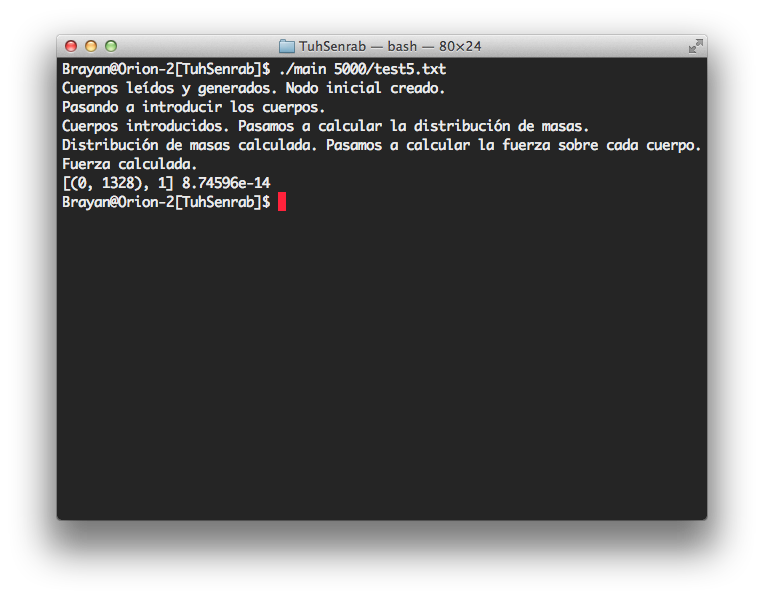 TuhSenrab — bash — 80×24
Brayan@Orion-2[TuhSenrab]$ ./main 5000/test5.txt
Cuerpos leídos y generados. Nodo inicial creado.
Pasando a introducir los cuerpos.
Cuerpos introducidos. Pasamos a calcular la distribución de masas.
Distribución de masas calculada. Pasamos a calcular la fuerza sobre cada cuerpo.
Fuerza calculada.
[(0, 1328), 1] 8.74596e-14
Brayan@Orion-2[TuhSenrab]$